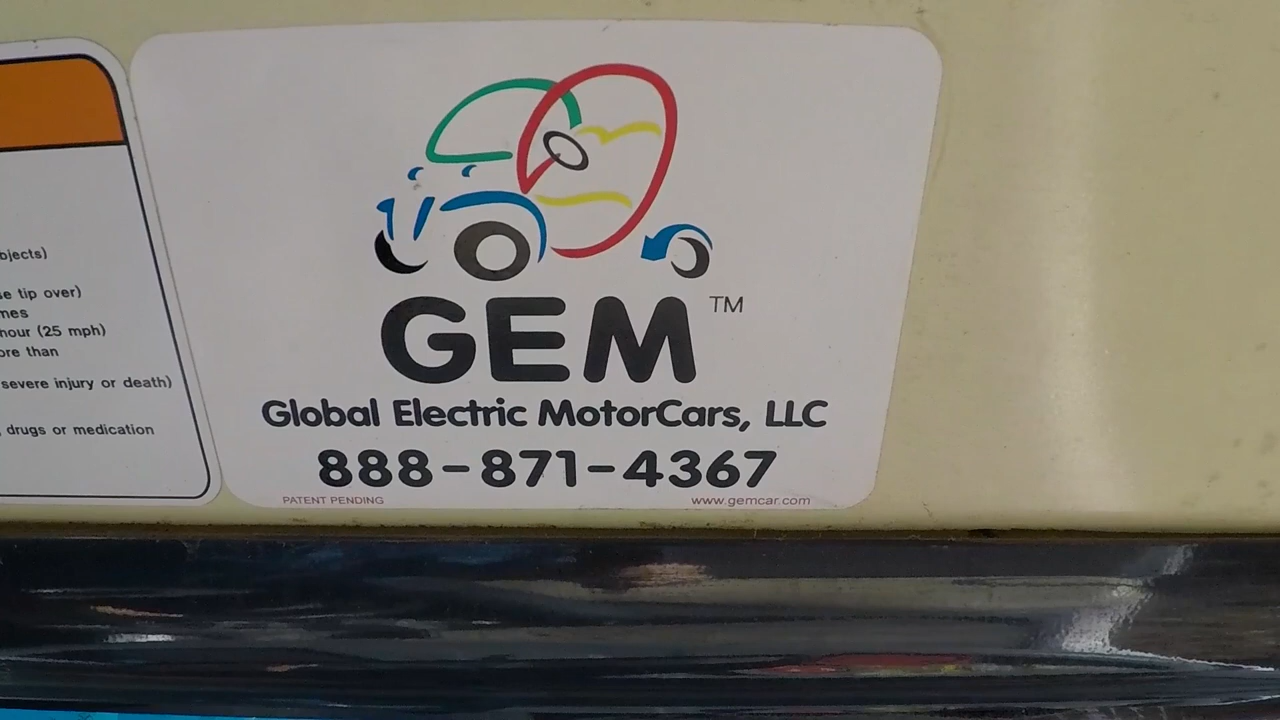 bjects)
se tip over)
mes
hour (25 mph)
ore than
severe injury or death)
, drugs or medication
GEM TM
Global Electric MotorCars, LLC
888-871-4367
PATENT PENDING
www.gemcar.com